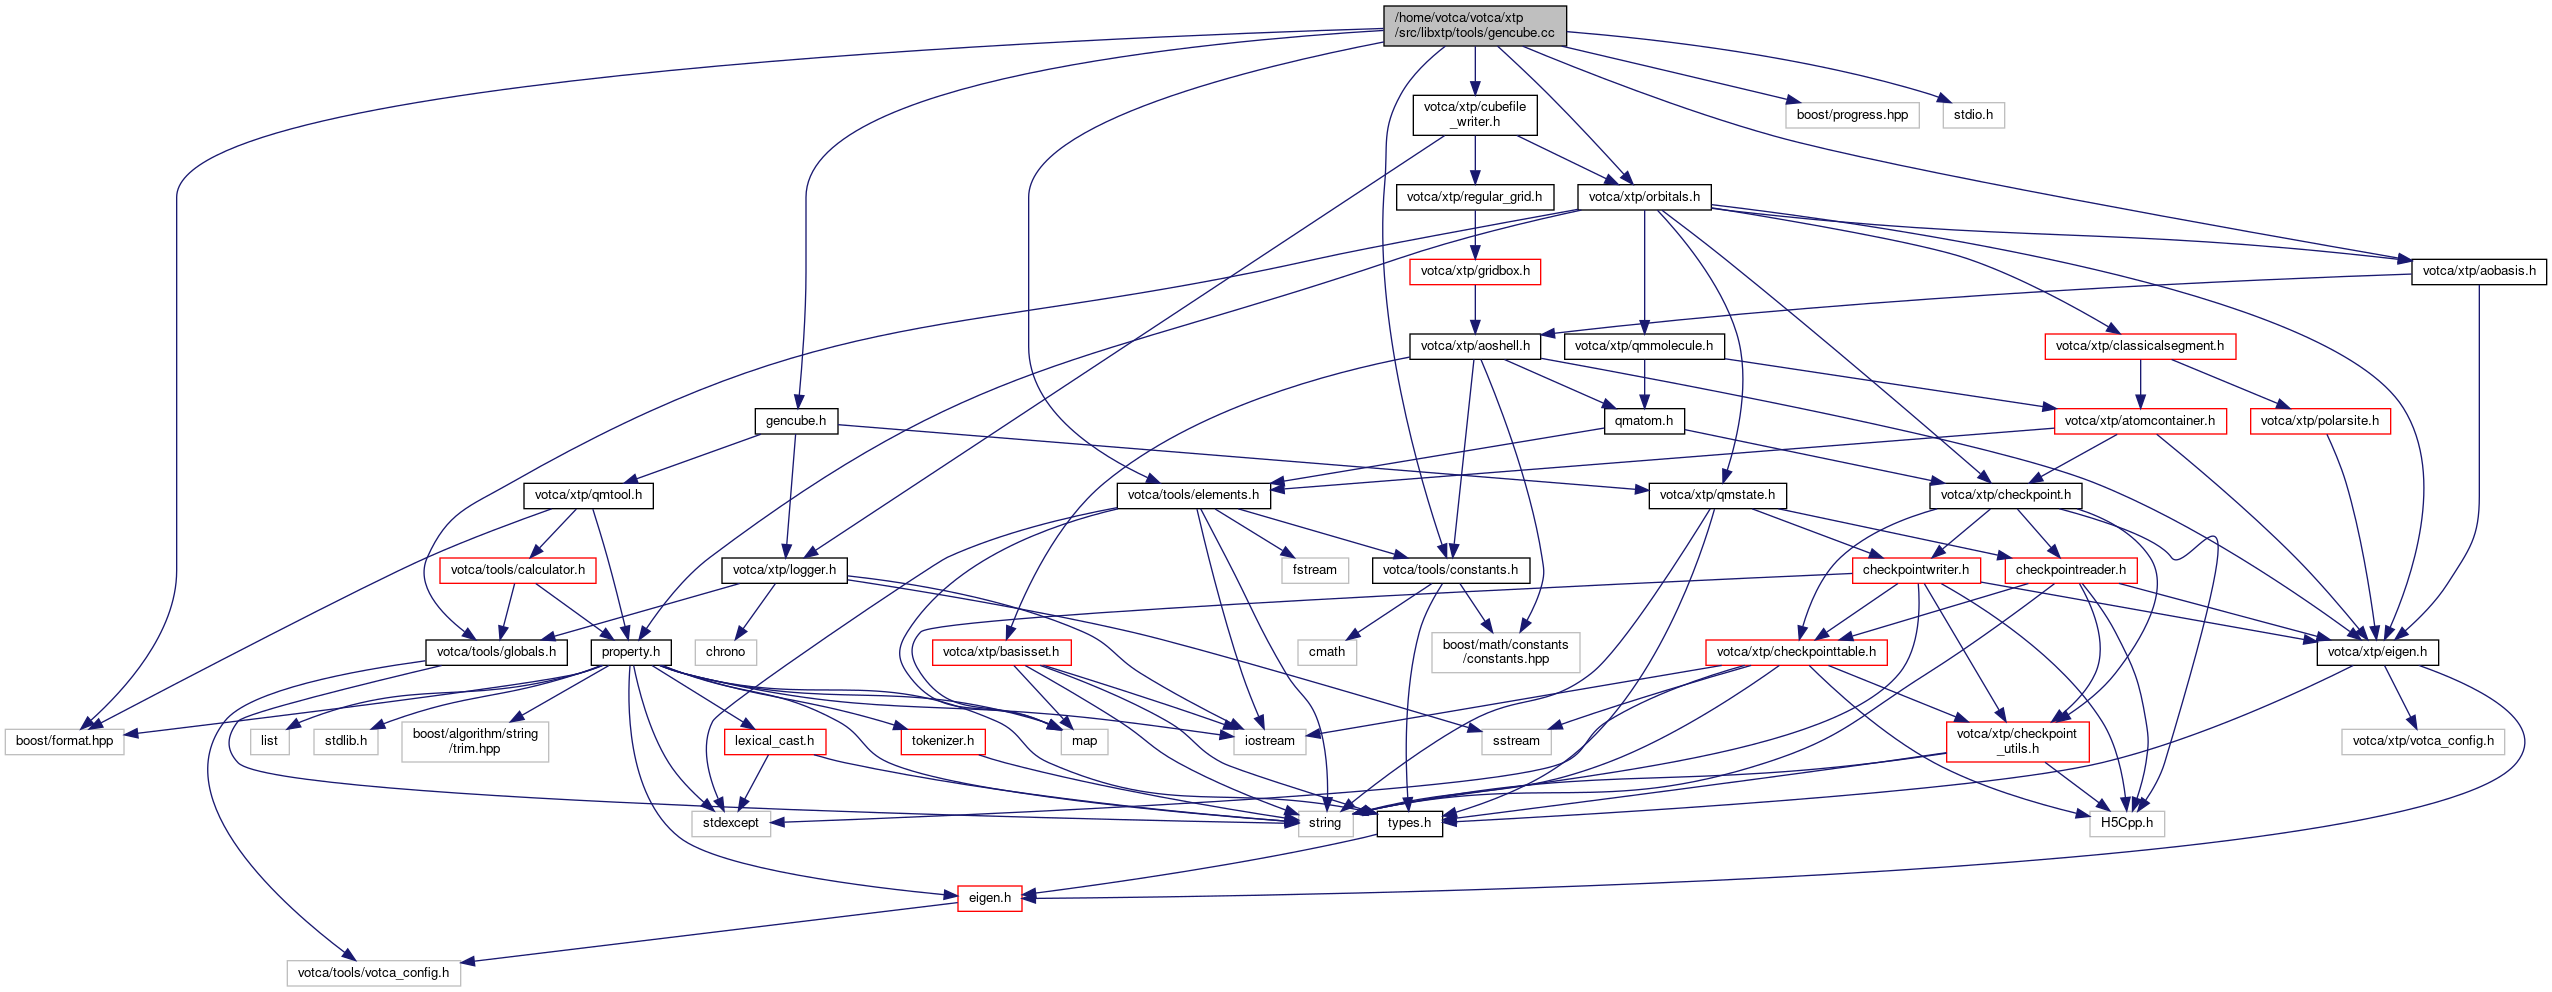 /home/votca/votca/xtp
/src/libxtp/tools/gencube.cc
votca/xtp/cubefile
_writer.h
boost/progress.hpp
stdio.h
votca/xtp/regular_grid.h
votca/xtp/orbitals.h
votca/xtp/gridbox.h
votca/xtp/aobasis.h
votca/xtp/aoshell.h
votca/xtp/qmmolecule.h
votca/xtp/classicalsegment.h
gencube.h
qmatom.h
votca/xtp/atomcontainer.h
votca/xtp/polarsite.h
votca/xtp/qmtool.h
votca/tools/elements.h
votca/xtp/qmstate.h
votca/xtp/checkpoint.h
votca/tools/calculator.h
votca/xtp/logger.h
fstream
votca/tools/constants.h
checkpointwriter.h
checkpointreader.h
votca/tools/globals.h
property.h
chrono
votca/xtp/basisset.h
cmath
boost/math/constants
/constants.hpp
votca/xtp/checkpointtable.h
votca/xtp/eigen.h
boost/format.hpp
list
stdlib.h
boost/algorithm/string
/trim.hpp
lexical_cast.h
tokenizer.h
map
iostream
sstream
votca/xtp/checkpoint
_utils.h
votca/xtp/votca_config.h
stdexcept
string
types.h
H5Cpp.h
eigen.h
votca/tools/votca_config.h